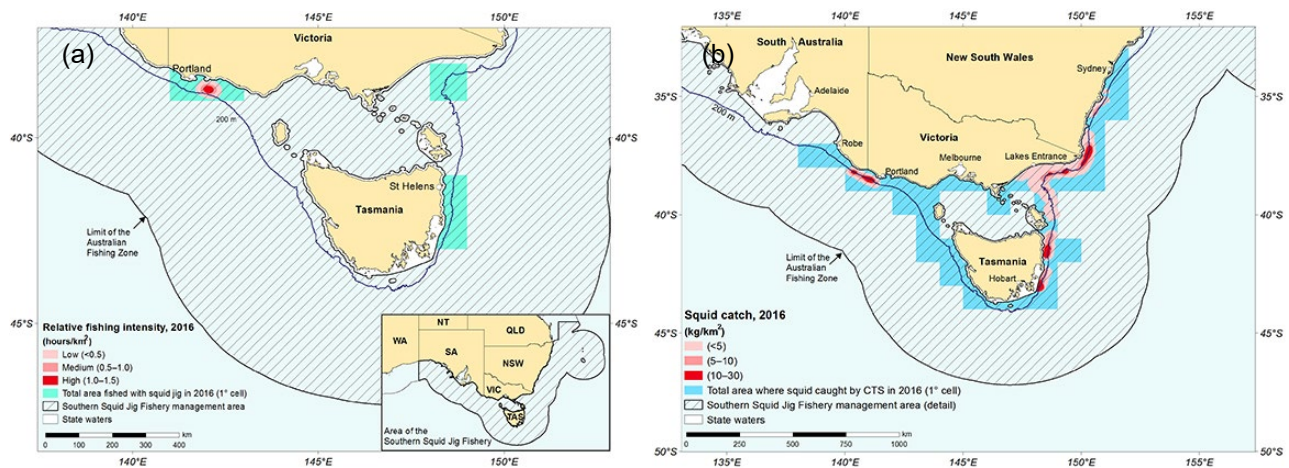 (a)
140°E
145°E
150°E
Victoria
Portland
200 m
40°S
St Helens
Tasmania
Limit of the
Australian
Fishing Zone
45°S
Relative fishing intensity, 2016
(hours/km²)
Low (<0.5)
Medium (0.5–1.0)
High (1.0–1.5)
Total area fished with squid jig in 2016 (1° cell)
Southern Squid Jig Fishery management area
State waters
km
0 100 200 300 400
NT
QLD
WA
SA
NSW
VIC
TAS
Area of the
Southern Squid Jig Fishery
140°E
145°E
150°E
(b)
135°E
140°E
145°E
150°E
155°E
South Australia
New South Wales
Sydney
35°S
35°S
Adelaide
200 m
Victoria
Robe
Melbourne
Lakes Entrance
Portland
40°S
40°S
Limit of the
Australian
Fishing Zone
Tasmania
Hobart
45°S
45°S
Squid catch, 2016
(kg/km²)
(<5)
(5–10)
(10–30)
Total area where squid caught by CTS in 2016 (1° cell)
Southern Squid Jig Fishery management area (detail)
State waters
km
0 250 500 750 1000
50°S
50°S
135°E
140°E
145°E
150°E
155°E